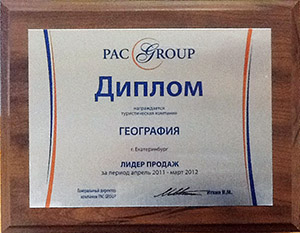 PAC GROUP
Диплом
награждается
туристическая компания
ГЕОГРАФИЯ
г. Екатеринбург
ЛИДЕР ПРОДАЖ
за период апрель 2011 - март 2012
Генеральный директор
компании PAC GROUP
Иткин И.М.